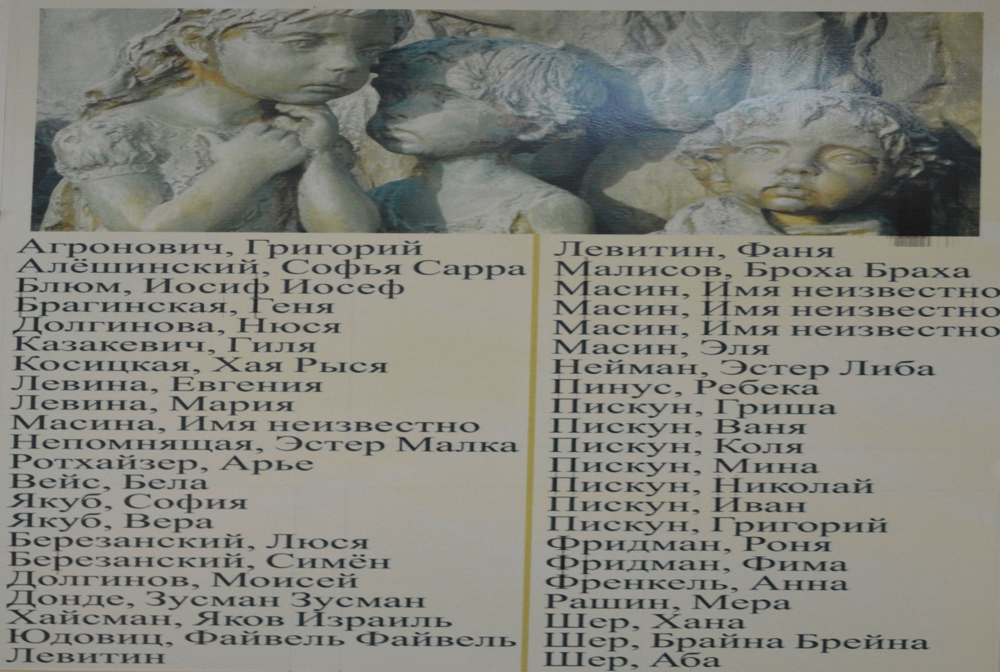 Агронович, Григорий
Алёшинский, Софья Сарра
Блюм, Иосиф Иосеф
Брагинская, Геня
Долгинова, Нюся
Казакевич, Гиля
Косицкая, Хая Рыся
Левина, Евгения
Левина, Мария
Масина, Имя неизвестно
Непомнящая, Эстер Малка
Ротхайзер, Арье
Вейс, Бела
Якуб, София
Якуб, Вера
Березанский, Люся
Березанский, Симён
Долгинов, Моисей
Донде, Зусман Зусман
Хайсман, Яков Израиль
Юдовиц, Файвель Файвель
Левитин
Левитин, Фаня
Малисов, Броха Браха
Масин, Имя неизвестно
Масин, Имя неизвестно
Масин, Имя неизвестно
Масин, Эля
Нейман, Эстер Либа
Пинус, Ребека
Пискун, Гриша
Пискун, Ваня
Пискун, Коля
Пискун, Мина
Пискун, Николай
Пискун, Иван
Пискун, Григорий
Фридман, Роня
Фридман, Фима
Френкель, Анна
Рашин, Мера
Шер, Хана
Шер, Брайна Брейна
Шер, Аба